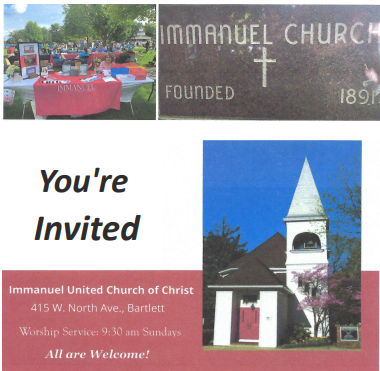 IMMANUEL
IMMANUEL CHURCH
FOUNDED 1891
You're
Invited
Immanuel United Church of Christ
415 W. North Ave., Bartlett
Worship Service: 9:30 am Sundays
All are Welcome!